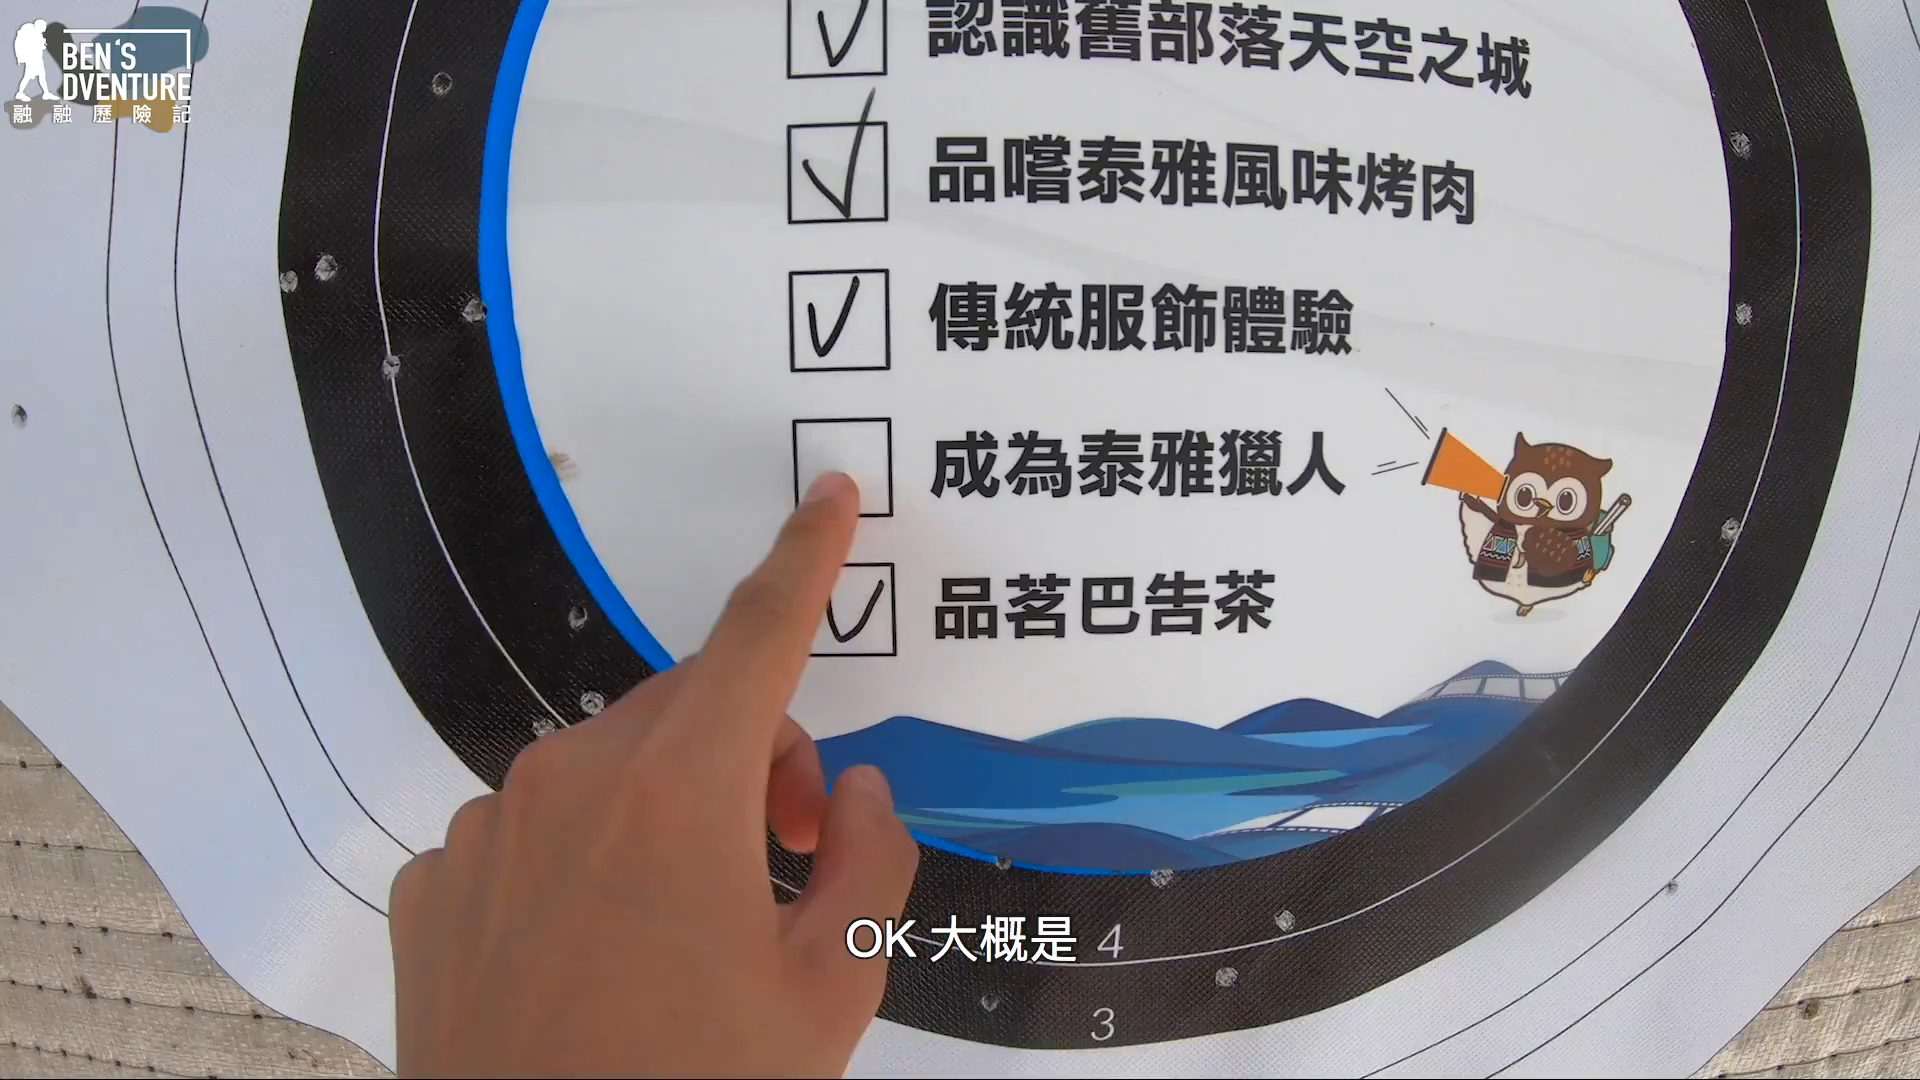 BEN'S
DVENTURE
融融歷險記
認識舊部落天空之城
品嚐泰雅風味烤肉
傳統服飾體驗
成為泰雅獵人
品茗巴告茶
OK 大概是
4
3